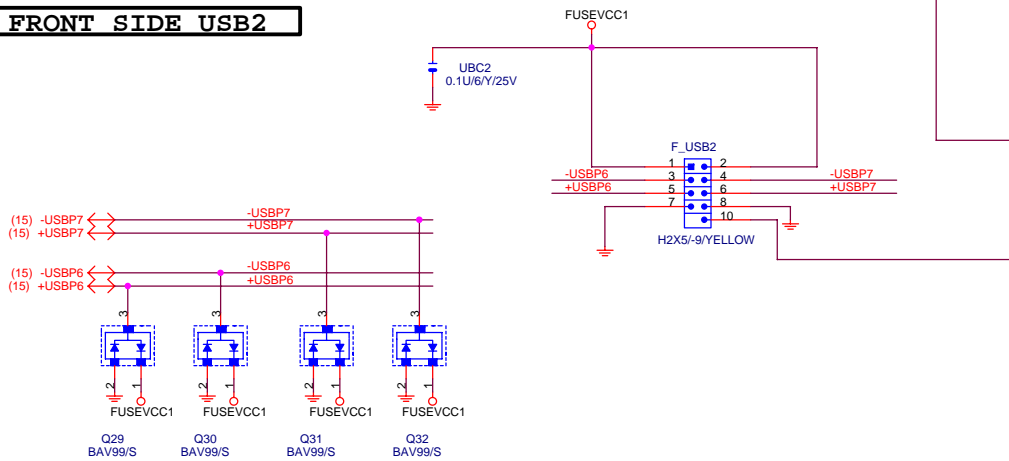 FRONT SIDE USB2
FUSEVCC1
UBC2
0.1U/6/Y/25V
F_USB2
1 2
-USBP6 3 4 -USBP7
+USBP6 5 6 +USBP7
7 8
10
H2X5/-9/YELLOW
(15) -USBP7 -USBP7
(15) +USBP7 +USBP7
(15) -USBP6 -USBP6
(15) +USBP6 +USBP6
3 3 3 3
2 1 2 1 2 1 2 1
FUSEVCC1 FUSEVCC1 FUSEVCC1 FUSEVCC1
Q29 Q30 Q31 Q32
BAV99/S BAV99/S BAV99/S BAV99/S